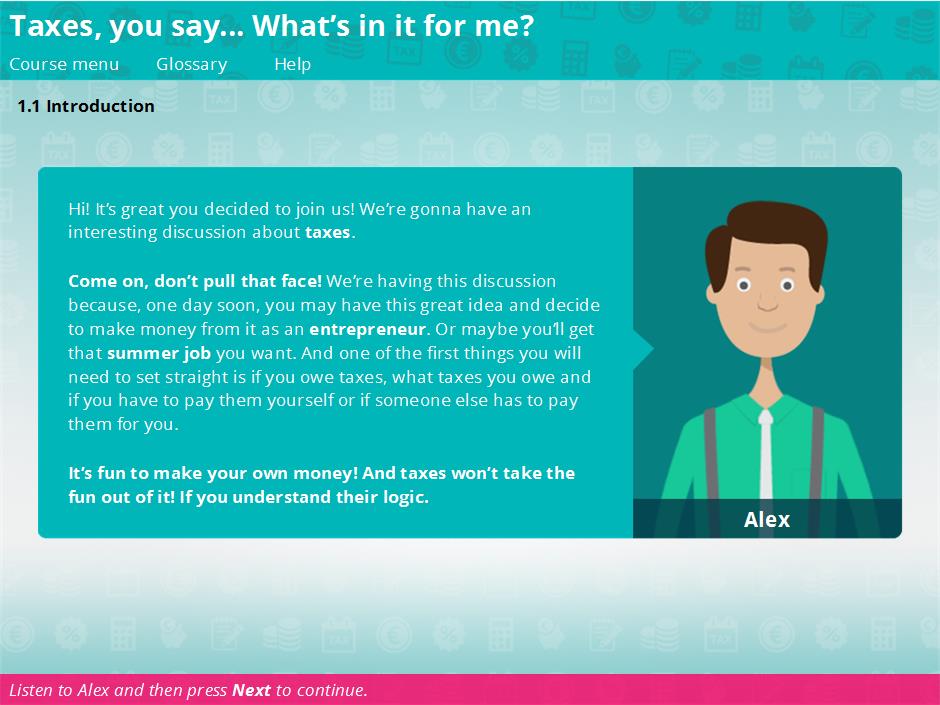 Taxes, you say... What’s in it for me?
Course menu Glossary Help
1.1 Introduction
Hi! It’s great you decided to join us! We’re gonna have an
interesting discussion about taxes.
Come on, don’t pull that face! We’re having this discussion
because, one day soon, you may have this great idea and decide
to make money from it as an entrepreneur. Or maybe you’ll get
that summer job you want. And one of the first things you will
need to set straight is if you owe taxes, what taxes you owe and
if you have to pay them yourself or if someone else has to pay
them for you.
It’s fun to make your own money! And taxes won’t take the
fun out of it! If you understand their logic.
Alex
Listen to Alex and then press Next to continue.